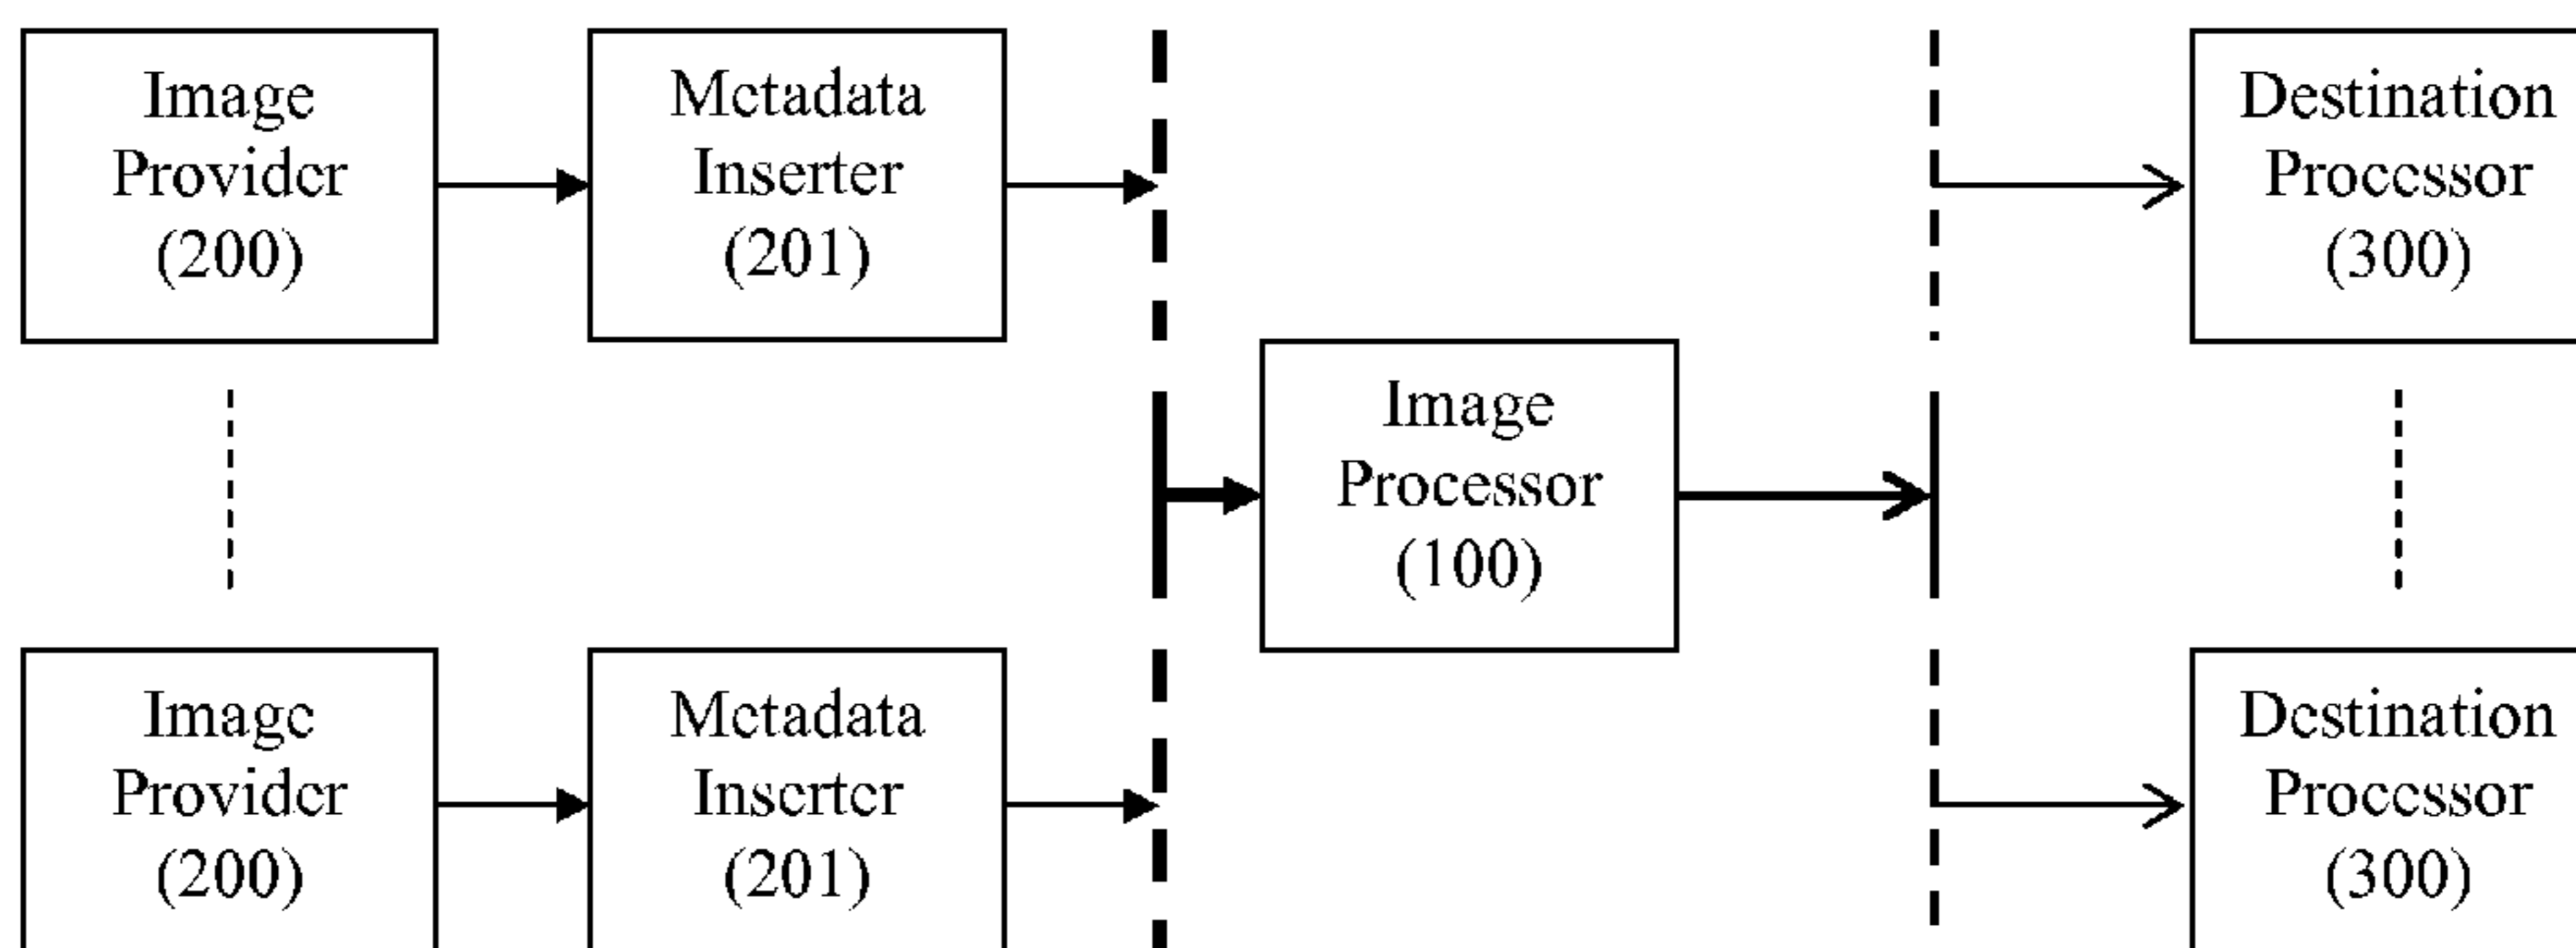 Image
Provider
(200)
Metadata
Inserter
(201)
Destination
Processor
(300)
Image
Processor
(100)
Image
Provider
(200)
Metadata
Inserter
(201)
Destination
Processor
(300)